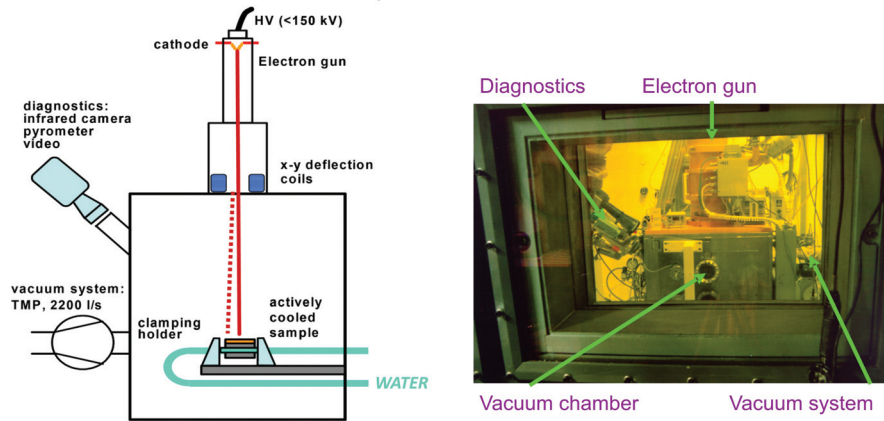 HV (<150 kV)
cathode
Electron gun
diagnostics:
infrared camera
pyrometer
video
x-y deflection
coils
vacuum system:
TMP, 2200 l/s
clamping
holder
actively
cooled
sample
WATER
Diagnostics
Electron gun
Vacuum chamber
Vacuum system